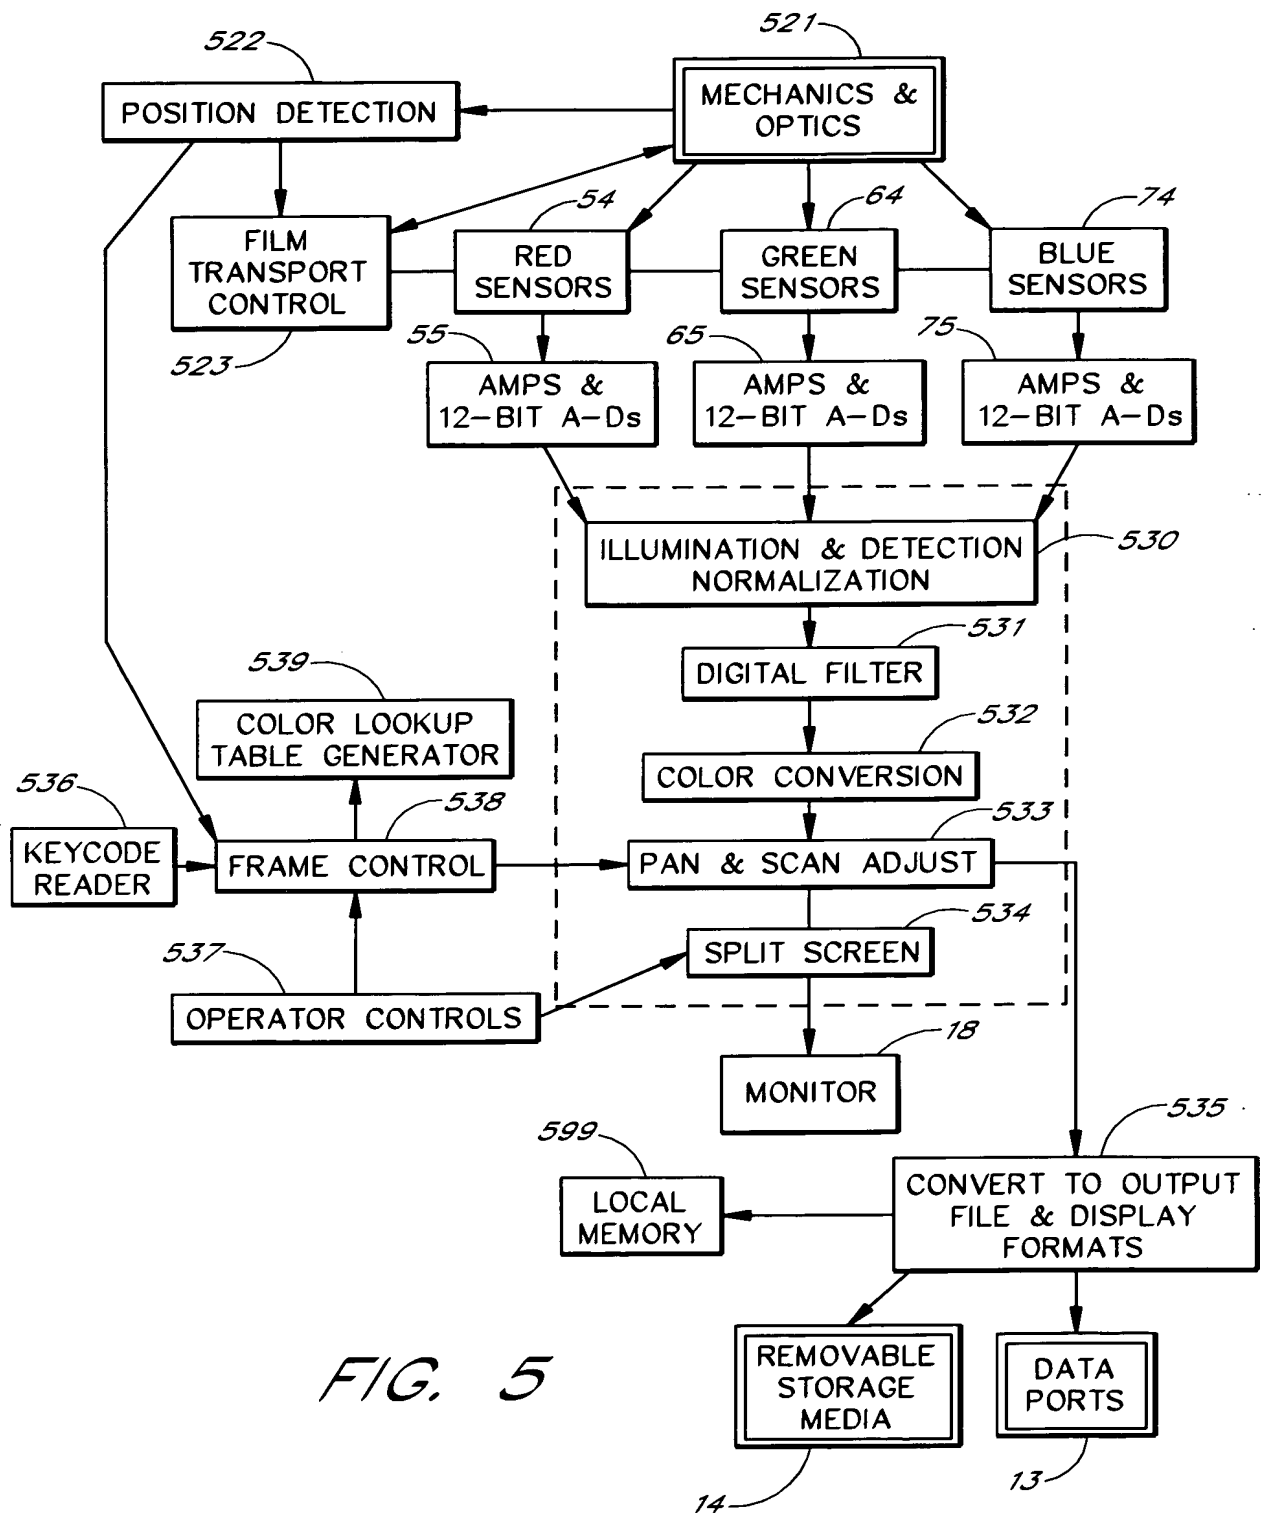 522
521
POSITION DETECTION
MECHANICS &
OPTICS
54
64
74
FILM
TRANSPORT
CONTROL
RED
SENSORS
GREEN
SENSORS
BLUE
SENSORS
523
55
65
75
AMPS &
12-BIT A-Ds
AMPS &
12-BIT A-Ds
AMPS &
12-BIT A-Ds
ILLUMINATION & DETECTION
NORMALIZATION
530
531
DIGITAL FILTER
539
COLOR LOOKUP
TABLE GENERATOR
532
COLOR CONVERSION
536
538
533
KEYCODE
READER
FRAME CONTROL
PAN & SCAN ADJUST
534
537
SPLIT SCREEN
OPERATOR CONTROLS
18
MONITOR
535
599
LOCAL
MEMORY
CONVERT TO OUTPUT
FILE & DISPLAY
FORMATS
REMOVABLE
STORAGE
MEDIA
DATA
PORTS
FIG. 5
14
13